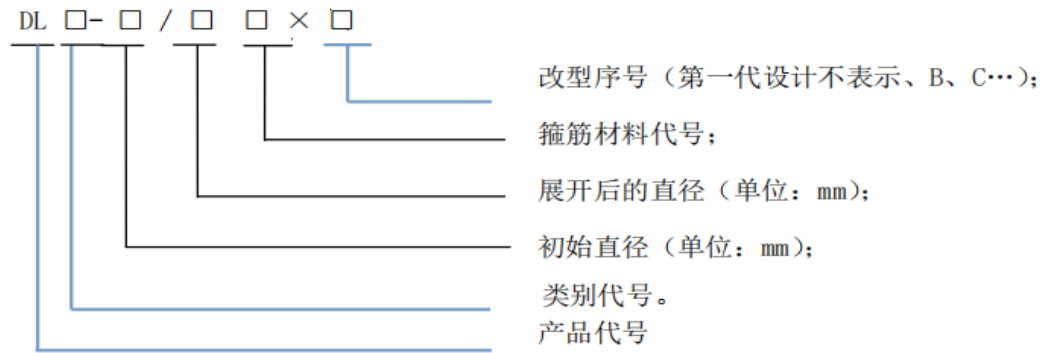 DL □-□/□ □×□
改型序号（第一代设计不表示、B、C…）；
箍筋材料代号；
展开后的直径（单位：mm）；
初始直径（单位：mm）；
类别代号。
产品代号